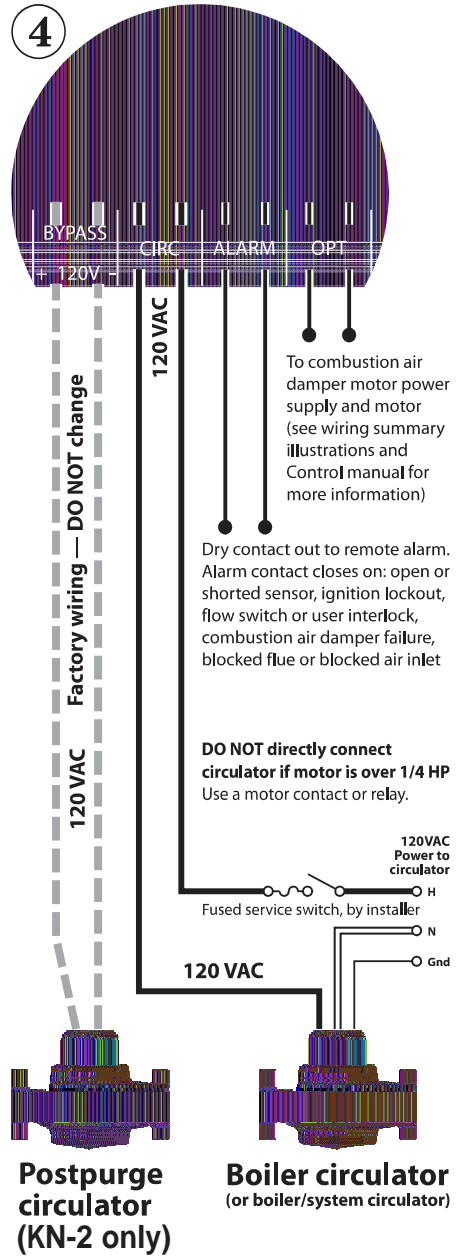 4
BYPASS
CIRC
ALARM
OPT
+ 120V -
120 VAC
To combustion air
damper motor power
supply and motor
(see wiring summary
illustrations and
Control manual for
more information)
Factory wiring — DO NOT change
120 VAC
Dry contact out to remote alarm.
Alarm contact closes on: open or
shorted sensor, ignition lockout,
flow switch or user interlock,
combustion air damper failure,
blocked flue or blocked air inlet
DO NOT directly connect
circulator if motor is over 1/4 HP
Use a motor contact or relay.
120VAC
Power to
circulator
H
Fused service switch, by installer
N
Gnd
120 VAC
Postpurge
circulator
(KN-2 only)
Boiler circulator
(or boiler/system circulator)